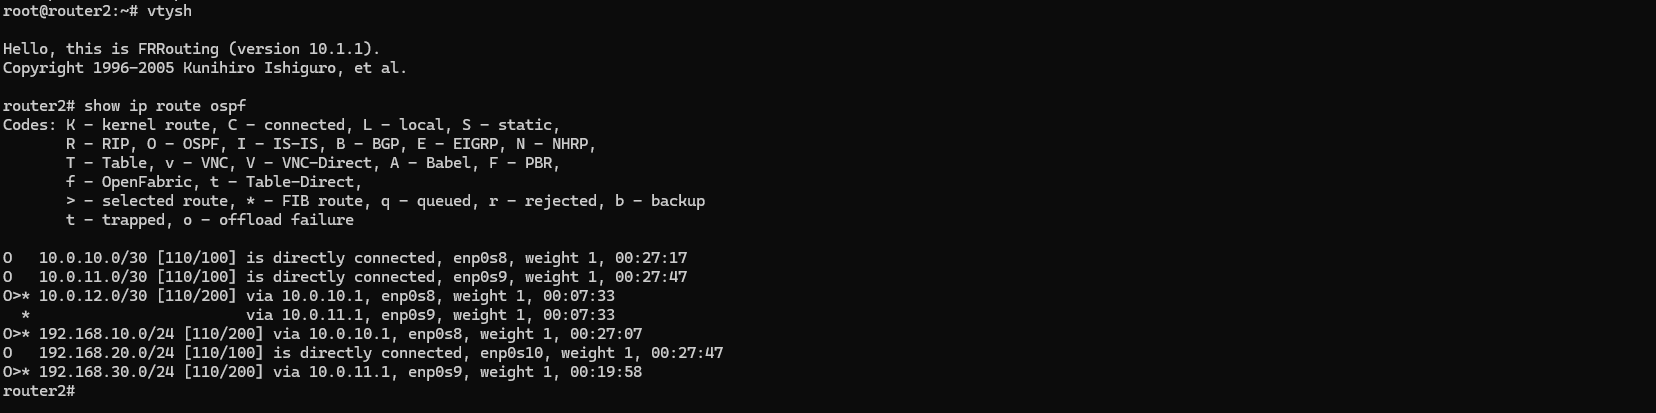 root@router2:~# vtysh
Hello, this is FRRouting (version 10.1.1).
Copyright 1996-2005 Kunihiro Ishiguro, et al.
router2# show ip route ospf
Codes: K - kernel route, C - connected, L - local, S - static,
       R - RIP, O - OSPF, I - IS-IS, B - BGP, E - EIGRP, N - NHRP,
       T - Table, v - VNC, V - VNC-Direct, A - Babel, F - PBR,
       f - OpenFabric, t - Table-Direct,
       > - selected route, * - FIB route, q - queued, r - rejected, b - backup
       t - trapped, o - offload failure
O   10.0.10.0/30 [110/100] is directly connected, enp0s8, weight 1, 00:27:17
O   10.0.11.0/30 [110/100] is directly connected, enp0s9, weight 1, 00:27:47
O>* 10.0.12.0/30 [110/200] via 10.0.10.1, enp0s8, weight 1, 00:07:33
  *                        via 10.0.11.1, enp0s9, weight 1, 00:07:33
O>* 192.168.10.0/24 [110/200] via 10.0.10.1, enp0s8, weight 1, 00:27:07
O   192.168.20.0/24 [110/100] is directly connected, enp0s10, weight 1, 00:27:47
O>* 192.168.30.0/24 [110/200] via 10.0.11.1, enp0s9, weight 1, 00:19:58
router2#